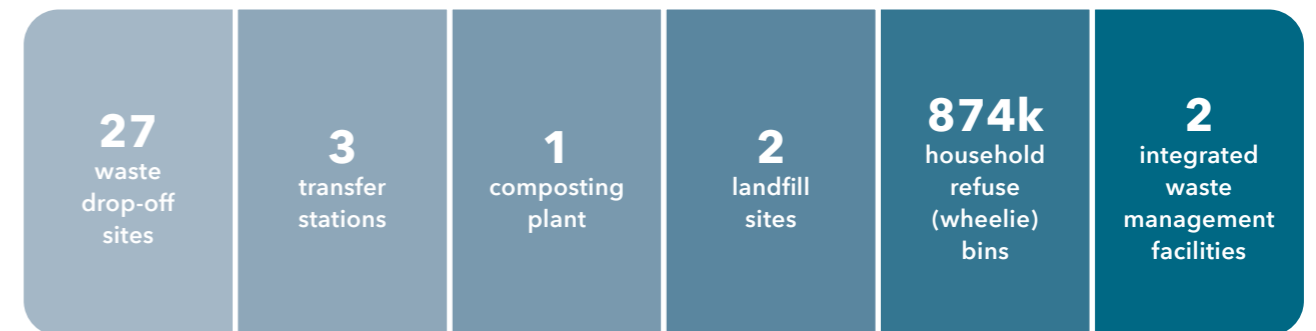 27
waste
drop-off
sites
3
transfer
stations
1
composting
plant
2
landfill
sites
874k
household
refuse
(wheelie)
bins
2
integrated
waste
management
facilities